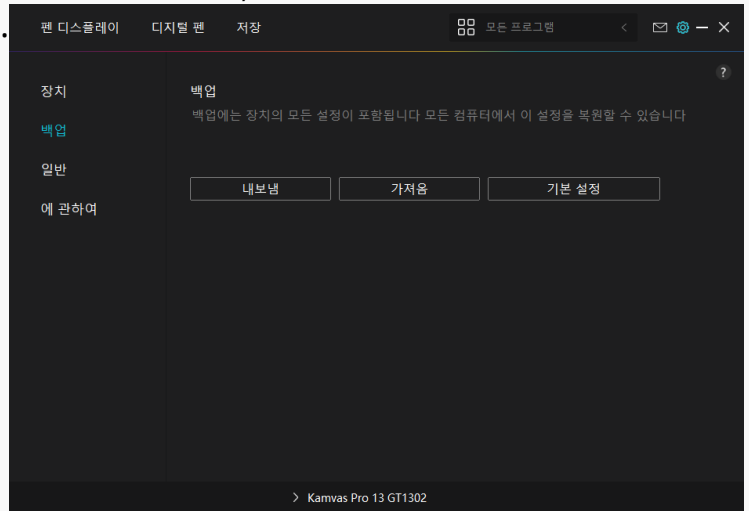 펜 디스플레이 디지털 펜 저장 모든 프로그램
?
장치
백업
일반
에 관하여
백업
백업에는 장치의 모든 설정이 포함됩니다 모든 컴퓨터에서 이 설정을 복원할 수 있습니다
내보냄 가져옴 기본 설정
Kamvas Pro 13 GT1302